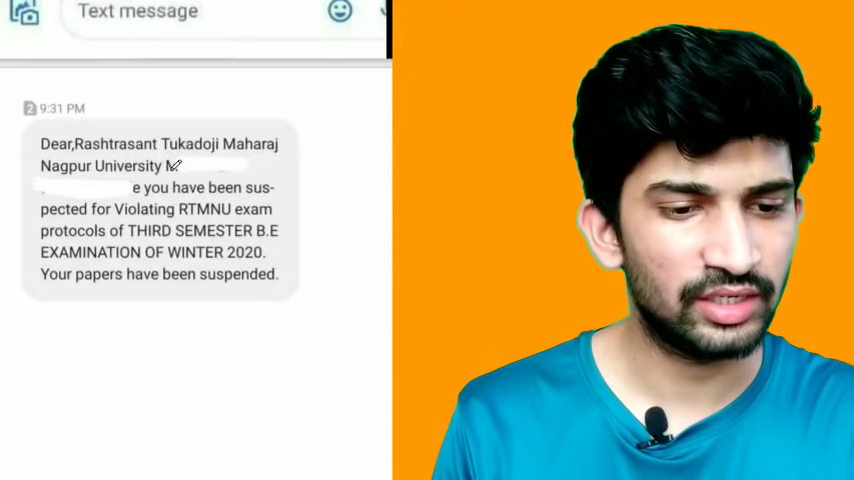 Text message
2 9:31 PM
Dear,Rashtrasant Tukadoji Maharaj
Nagpur University
e you have been sus-
pected for Violating RTMNU exam
protocols of THIRD SEMESTER B.E
EXAMINATION OF WINTER 2020.
Your papers have been suspended.